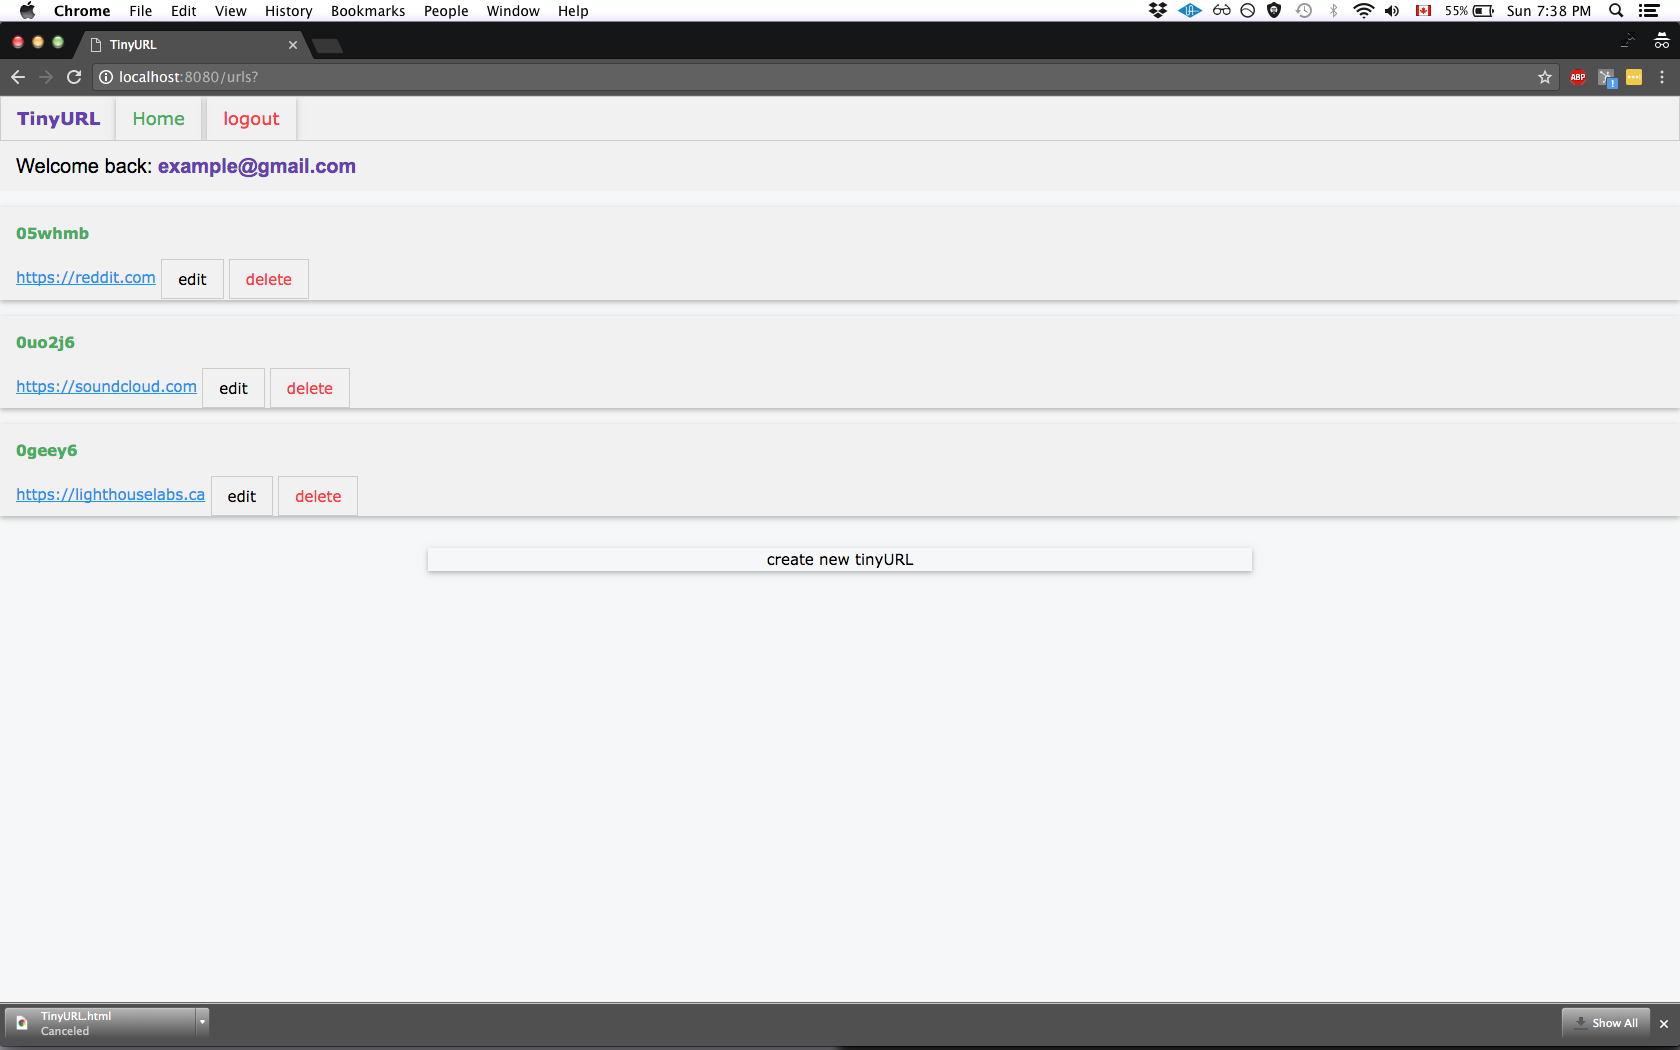 Chrome File Edit View History Bookmarks People Window Help 55% Sun 7:38 PM
TinyURL
localhost:8080/urls? ABP
TinyURL Home logout
Welcome back: example@gmail.com
05whmb
https://reddit.com edit delete
0uo2j6
https://soundcloud.com edit delete
0geey6
https://lighthouselabs.ca edit delete
create new tinyURL
TinyURL.html
Canceled
Show All